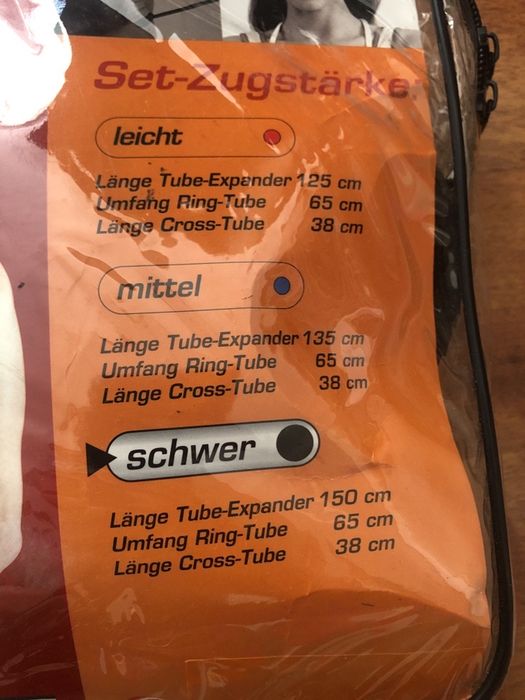 Set-Zugstärke:
leicht
Länge Tube-Expander 125 cm
Umfang Ring-Tube 65 cm
Länge Cross-Tube 38 cm
mittel
Länge Tube-Expander 135 cm
Umfang Ring-Tube 65 cm
Länge Cross-Tube 38 cm
schwer
Länge Tube-Expander 150 cm
Umfang Ring-Tube 65 cm
Länge Cross-Tube 38 cm